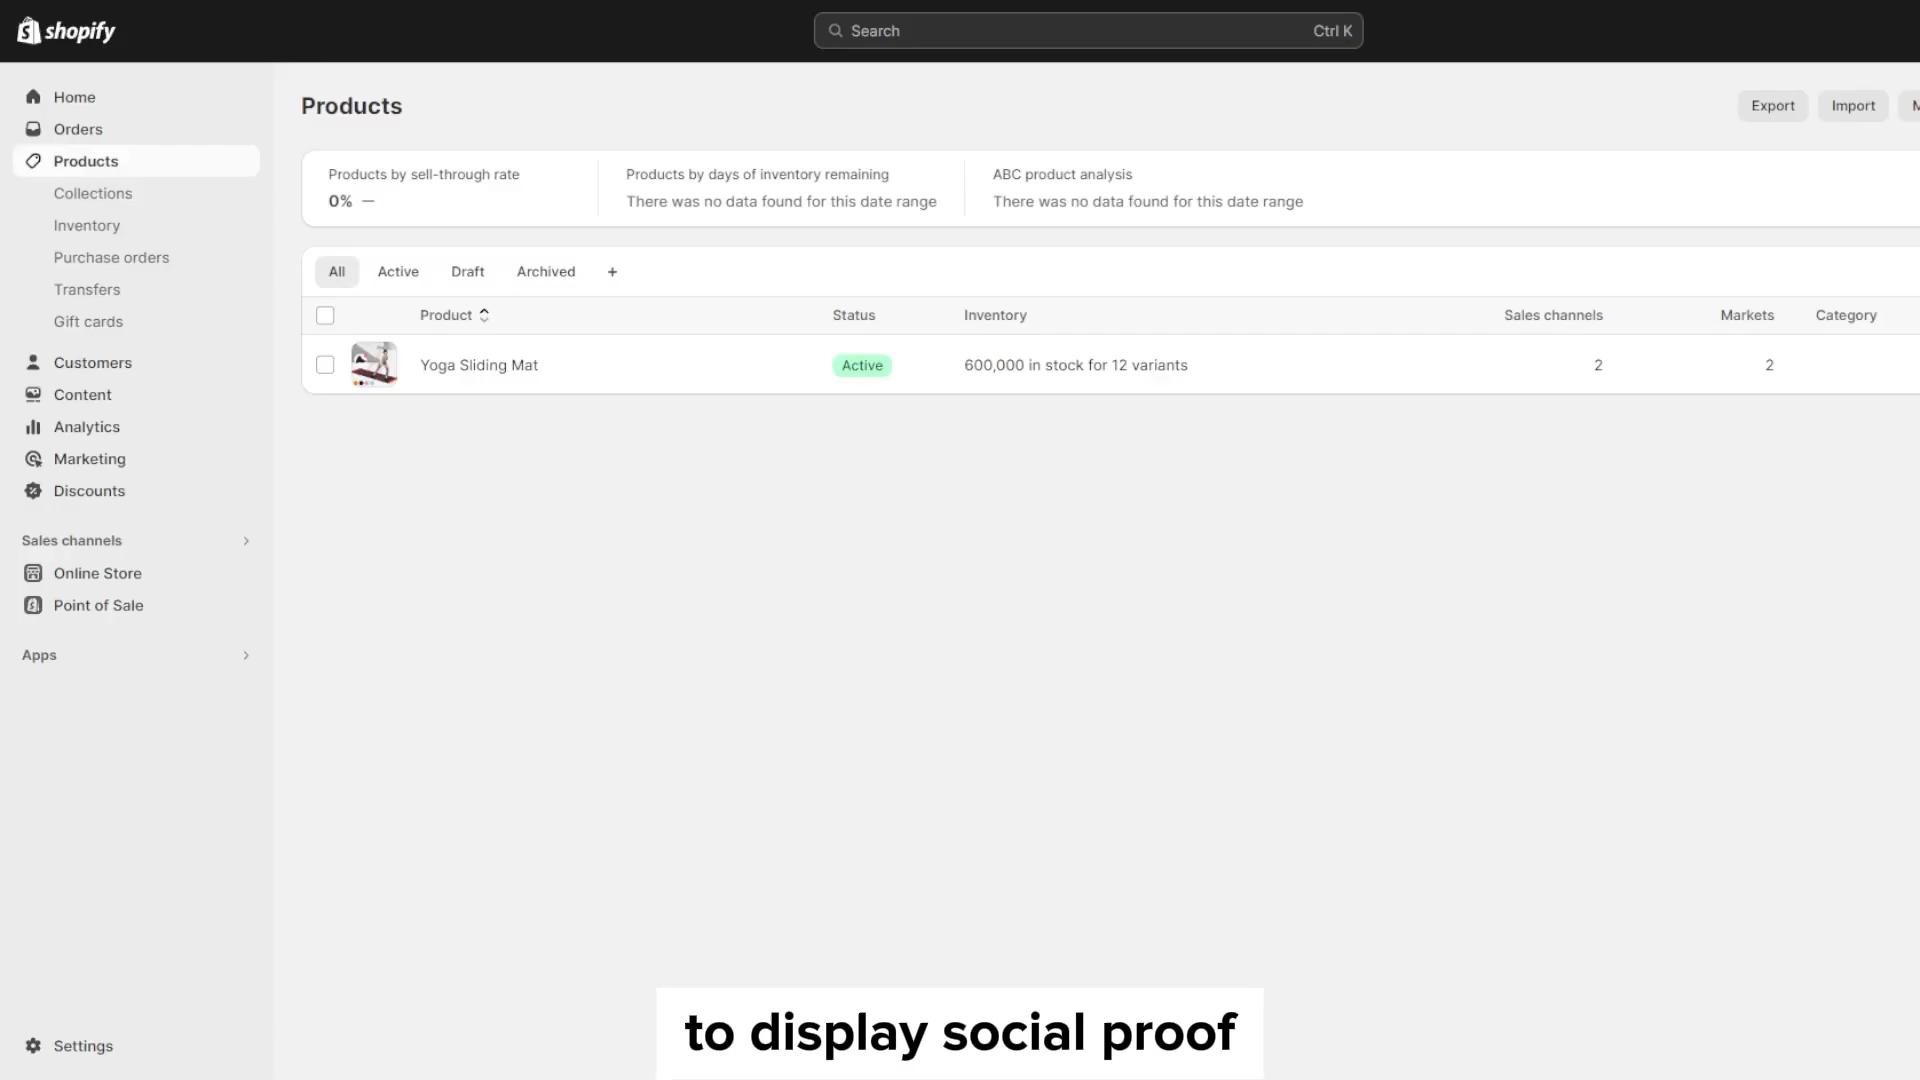 shopify
Search Ctrl K
Home
Orders
Products
Collections
Inventory
Purchase orders
Transfers
Gift cards
Customers
Content
Analytics
Marketing
Discounts
Sales channels
Online Store
Point of Sale
Apps
Settings
Products
Export Import M
Products by sell-through rate
0% —
Products by days of inventory remaining
There was no data found for this date range
ABC product analysis
There was no data found for this date range
All Active Draft Archived +
Product Status Inventory Sales channels Markets Category
Yoga Sliding Mat Active 600,000 in stock for 12 variants 2 2
to display social proof